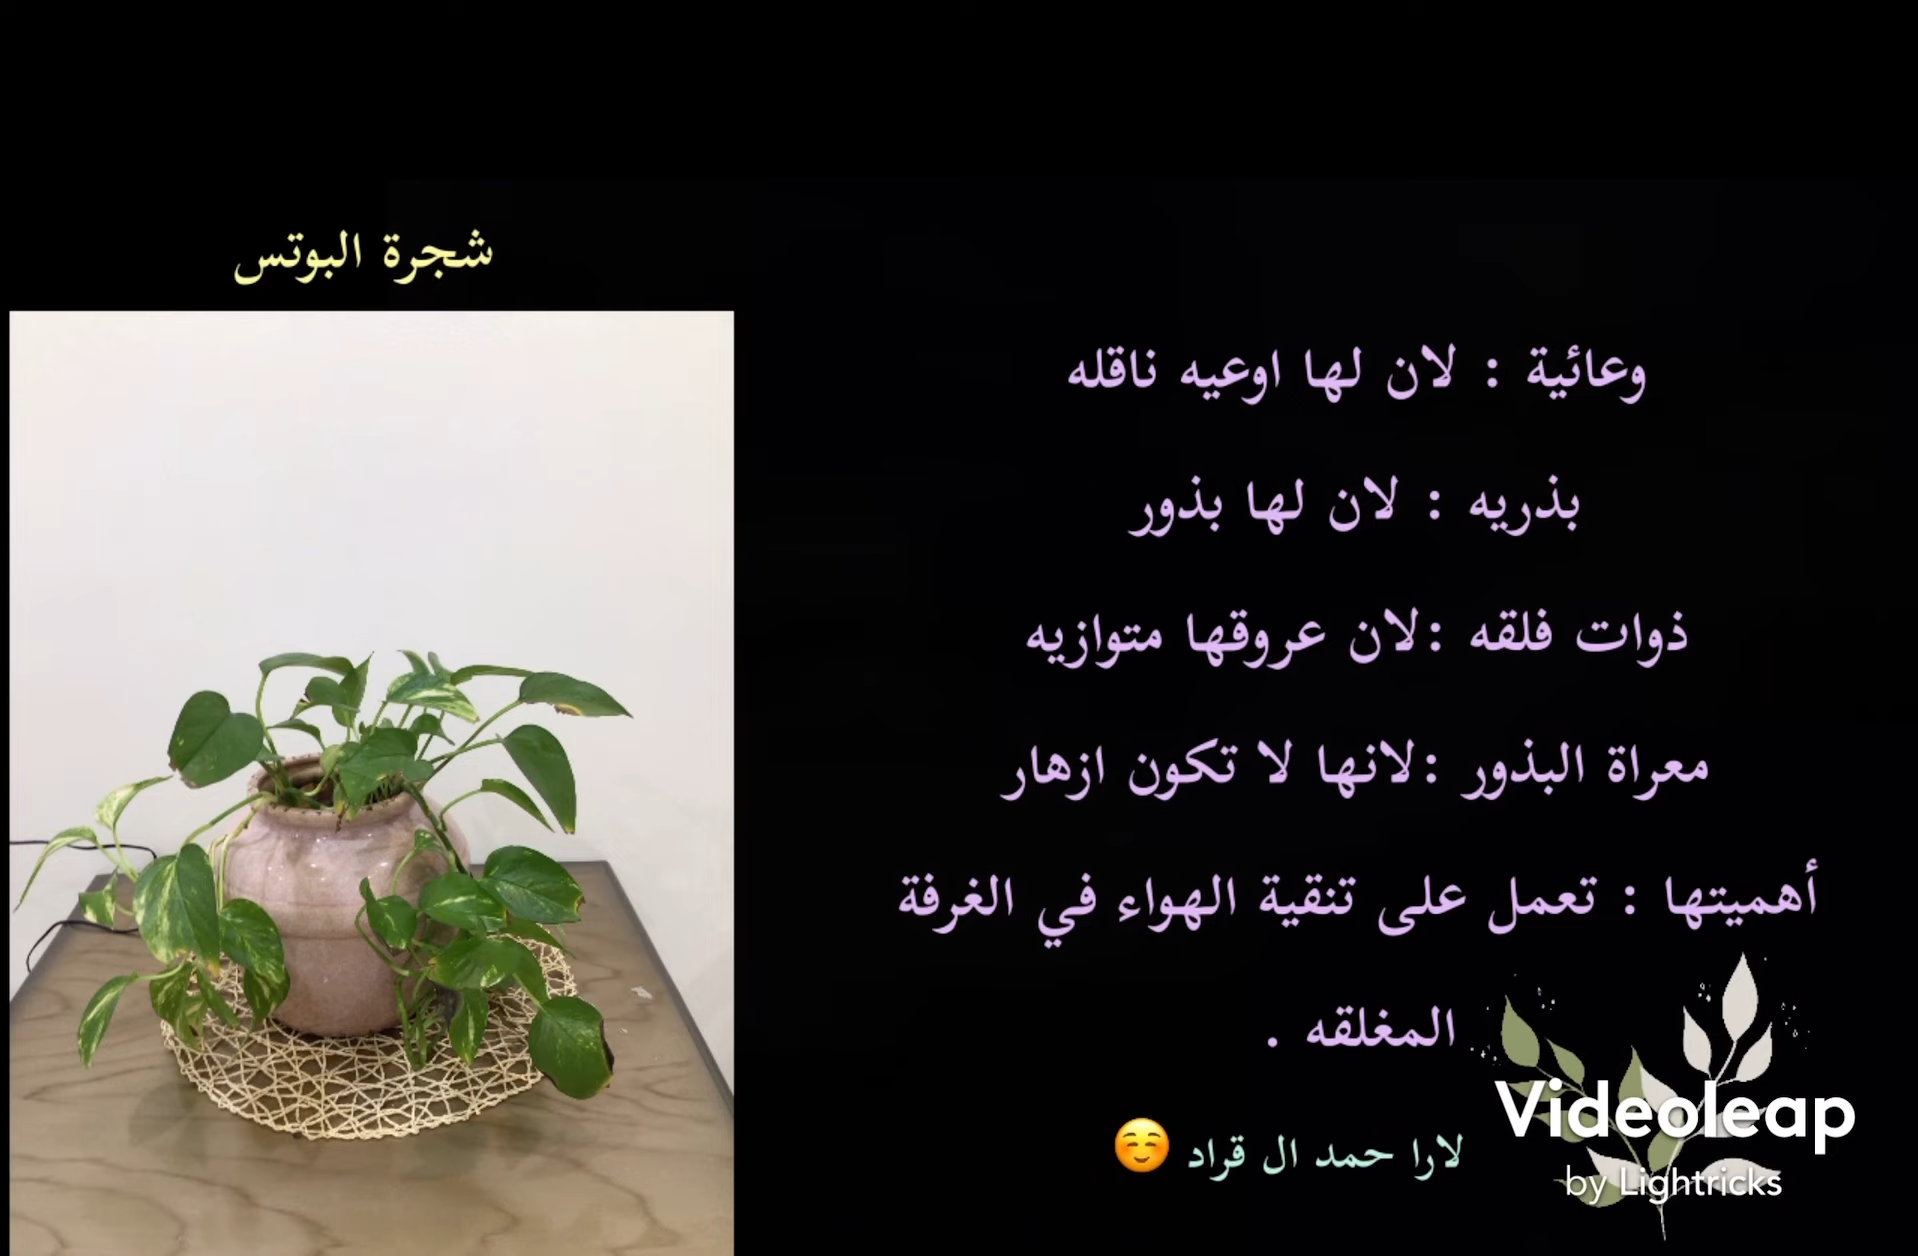 شجرة البوتس
وعائية : لان لها اوعيه ناقله
بذريه : لان لها بذور
ذوات فلقه :لان عروقها متوازيه
معراة البذور :لانها لا تكون ازهار
أهميتها : تعمل على تنقية الهواء في الغرفة
المغلقه .
لارا حمد ال قراد ☺️
Videoleap
by Lightricks